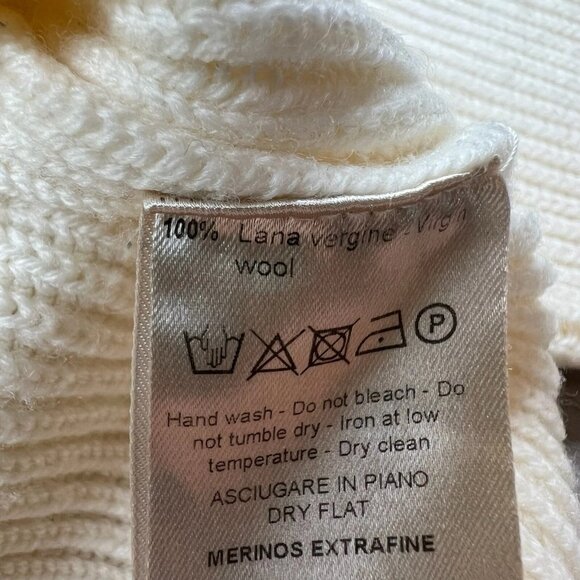 100% Lana vergine - Virgin
wool
P
Hand wash - Do not bleach - Do
not tumble dry - Iron at low
temperature - Dry clean
ASCIUGARE IN PIANO
DRY FLAT
MERINOS EXTRAFINE